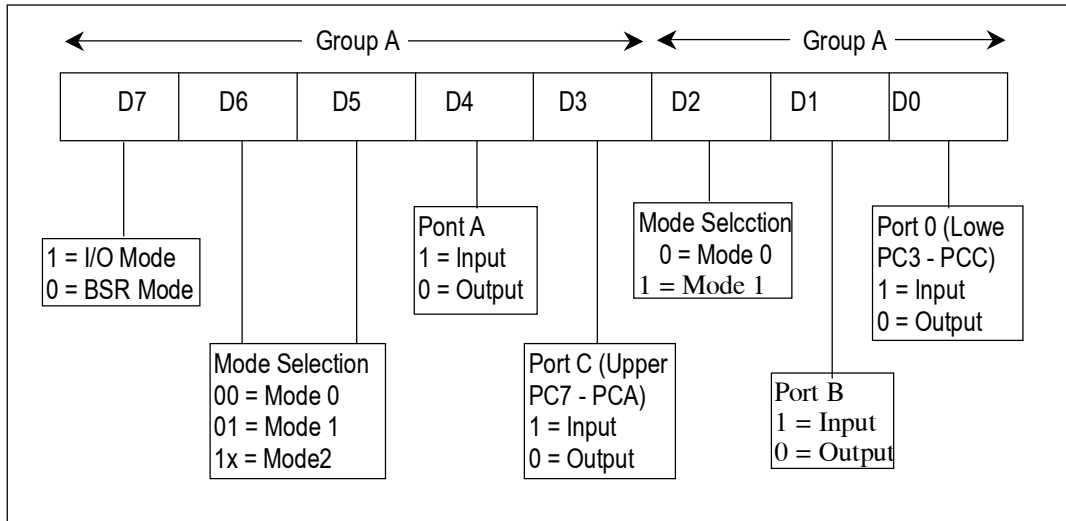 Group A
Group A
D7 D6 D5 D4 D3 D2 D1 D0
1 = I/O Mode
0 = BSR Mode
Mode Selection
00 = Mode 0
01 = Mode 1
1x = Mode2
Pont A
1 = Input
0 = Output
Port C (Upper
PC7 - PCA)
1 = Input
0 = Output
Mode Selcction
0 = Mode 0
1 = Mode 1
Port B
1 = Input
0 = Output
Port 0 (Lowe
PC3 - PCC)
1 = Input
0 = Output